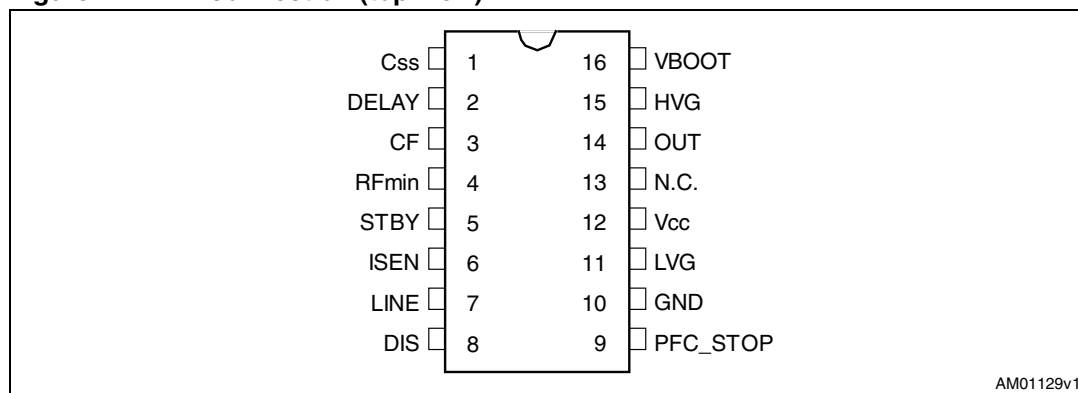 Css 1 16 VBOOT
DELAY 2 15 HVG
CF 3 14 OUT
RFmin 4 13 N.C.
STBY 5 12 Vcc
ISEN 6 11 LVG
LINE 7 10 GND
DIS 8 9 PFC_STOP
AM01129v1